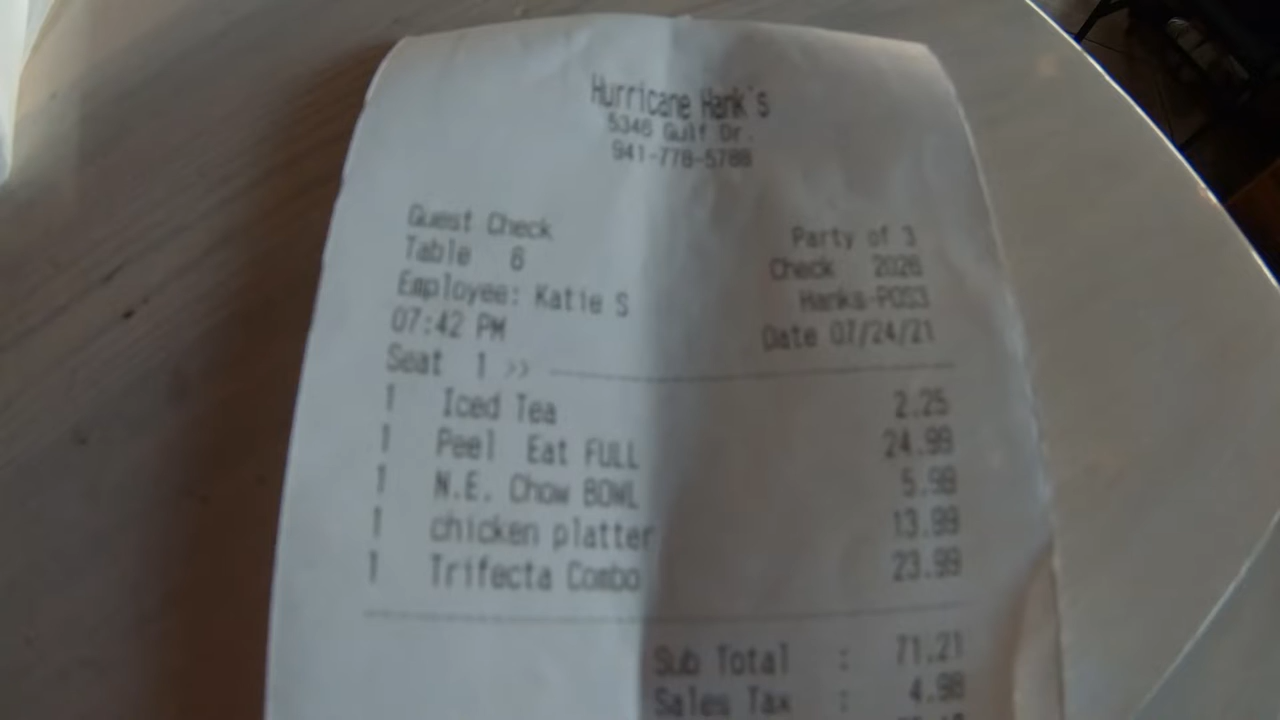 Hurricane Hank's
5346 Gulf Dr.
941-778-5788
Guest Check Party of 3
Table 6 Check 2026
Employee: Katie S Hanks-POS3
07:42 PM Date 07/24/21
Seat 1 >>
1 Iced Tea 2.25
1 Peel Eat FULL 24.99
1 N.E. Chow BOWL 5.99
1 chicken platter 13.99
1 Trifecta Combo 23.99
Sub Total : 71.21
Sales Tax : 4.98